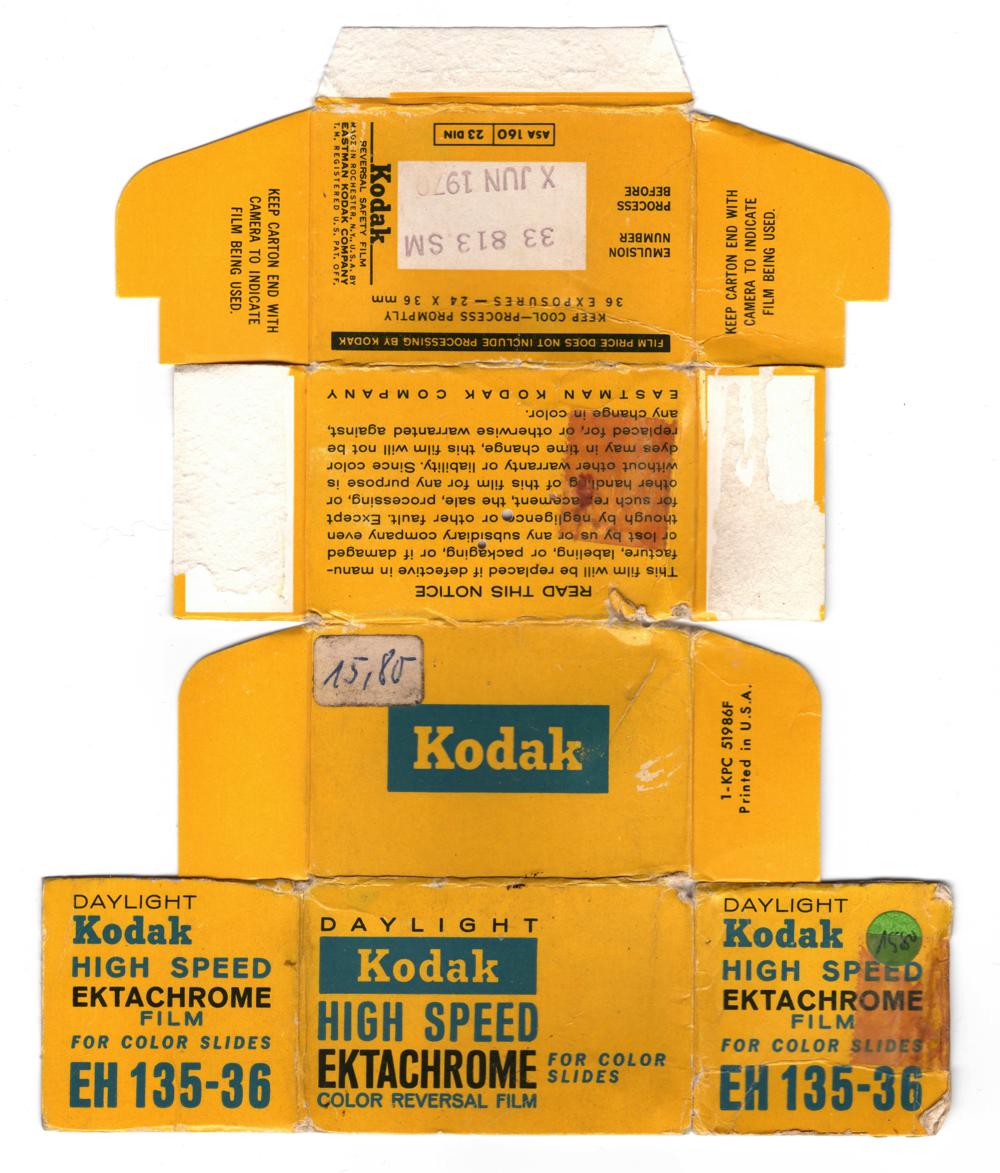 KEEP CARTON END WITH
CAMERA TO INDICATE
FILM BEING USED.
FILM PRICE DOES NOT INCLUDE PROCESSING BY KODAK
KEEP COOL—PROCESS PROMPTLY
36 EXPOSURES—24 X 36 mm
EMULSION
NUMBER
33 813 SM
PROCESS
BEFORE
X JUN 1970
ASA 160 23 DIN
Kodak
REVERSAL SAFETY FILM
MADE IN ROCHESTER, N.Y., U.S.A. BY
EASTMAN KODAK COMPANY
T.M. REGISTERED U.S. PAT. OFF.
KEEP CARTON END WITH
CAMERA TO INDICATE
FILM BEING USED.
READ THIS NOTICE
This film will be replaced if defective in manu-
facture, labeling, or packaging, or if damaged
or lost by us or any subsidiary company even
though by negligence or other fault. Except
for such replacement, the sale, processing, or
other handling of this film for any purpose is
without other warranty or liability. Since color
dyes may in time change, this film will not be
replaced for, or otherwise warranted against,
any change in color.
EASTMAN KODAK COMPANY
15,80
Kodak
1-KPC 51986F
Printed in U.S.A.
DAYLIGHT
Kodak
HIGH SPEED
EKTACHROME
FILM
FOR COLOR SLIDES
EH 135-36
DAYLIGHT
Kodak
HIGH SPEED
EKTACHROME
FOR COLOR
SLIDES
COLOR REVERSAL FILM
DAYLIGHT
Kodak
1580
HIGH SPEED
EKTACHROME
FILM
FOR COLOR SLIDES
EH 135-36